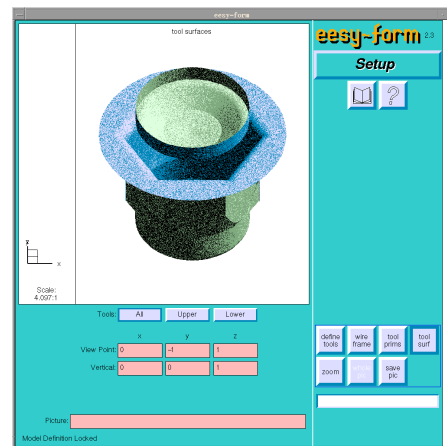 eesy-form
tool surfaces
eesy-form 2.3
Setup
?
z
x
Scale:
4.097:1
Tools: All Upper Lower
x y z
View Point: 0 -1 1
Vertical: 0 0 1
define tools
wire frame
tool prims
tool surf
zoom
save pic
Picture:
Model Definition Locked